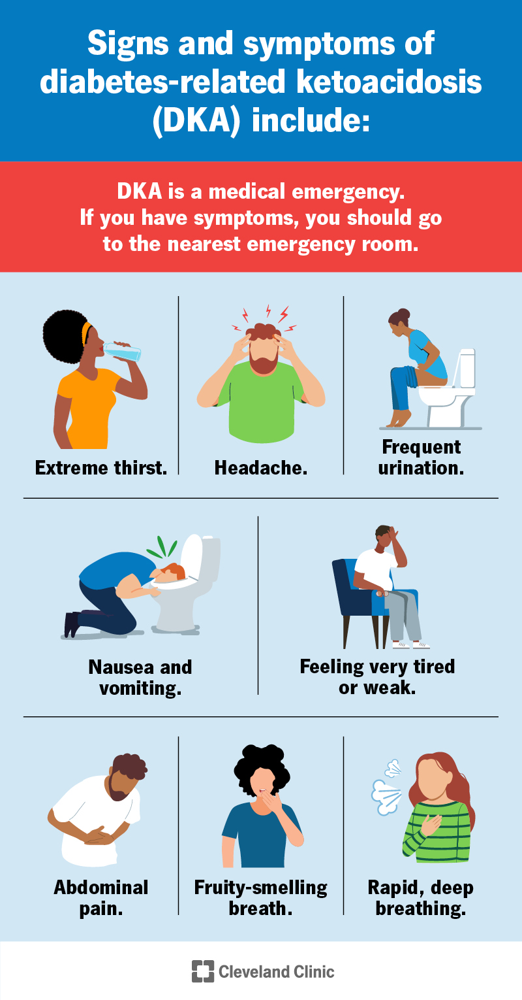 Signs and symptoms of
diabetes-related ketoacidosis
(DKA) include:
DKA is a medical emergency.
If you have symptoms, you should go
to the nearest emergency room.
Extreme thirst.
Headache.
Frequent
urination.
Nausea and
vomiting.
Feeling very tired
or weak.
Abdominal
pain.
Fruity-smelling
breath.
Rapid, deep
breathing.
Cleveland Clinic